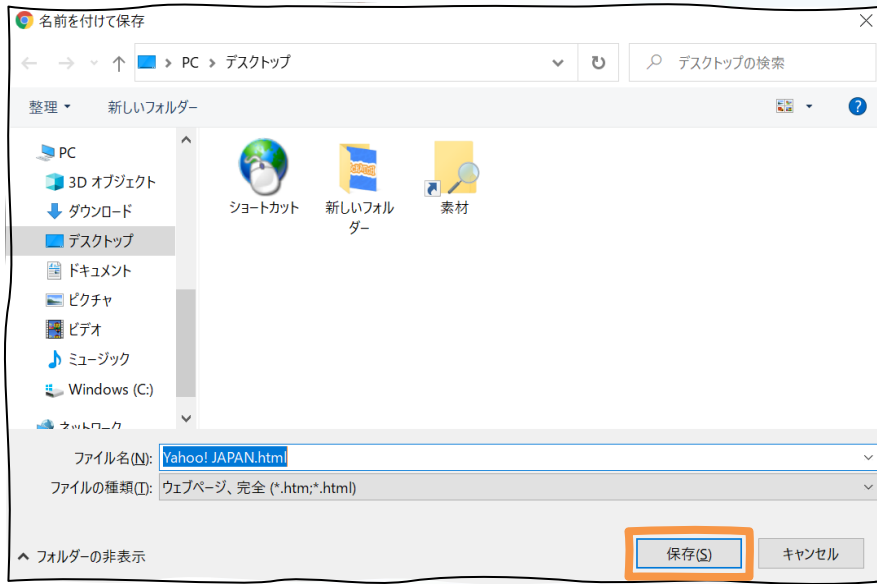 名前を付けて保存
PC デスクトップ
デスクトップの検索
整理
新しいフォルダー
PC
3D オブジェクト
ダウンロード
デスクトップ
ドキュメント
ピクチャ
ビデオ
ミュージック
Windows (C:)
ネットワーク
ショートカット
新しいフォル
ダー
素材
ファイル名(N): Yahoo! JAPAN.html
ファイルの種類(T): ウェブページ、完全 (*.htm;*.html)
フォルダーの非表示
保存(S)
キャンセル